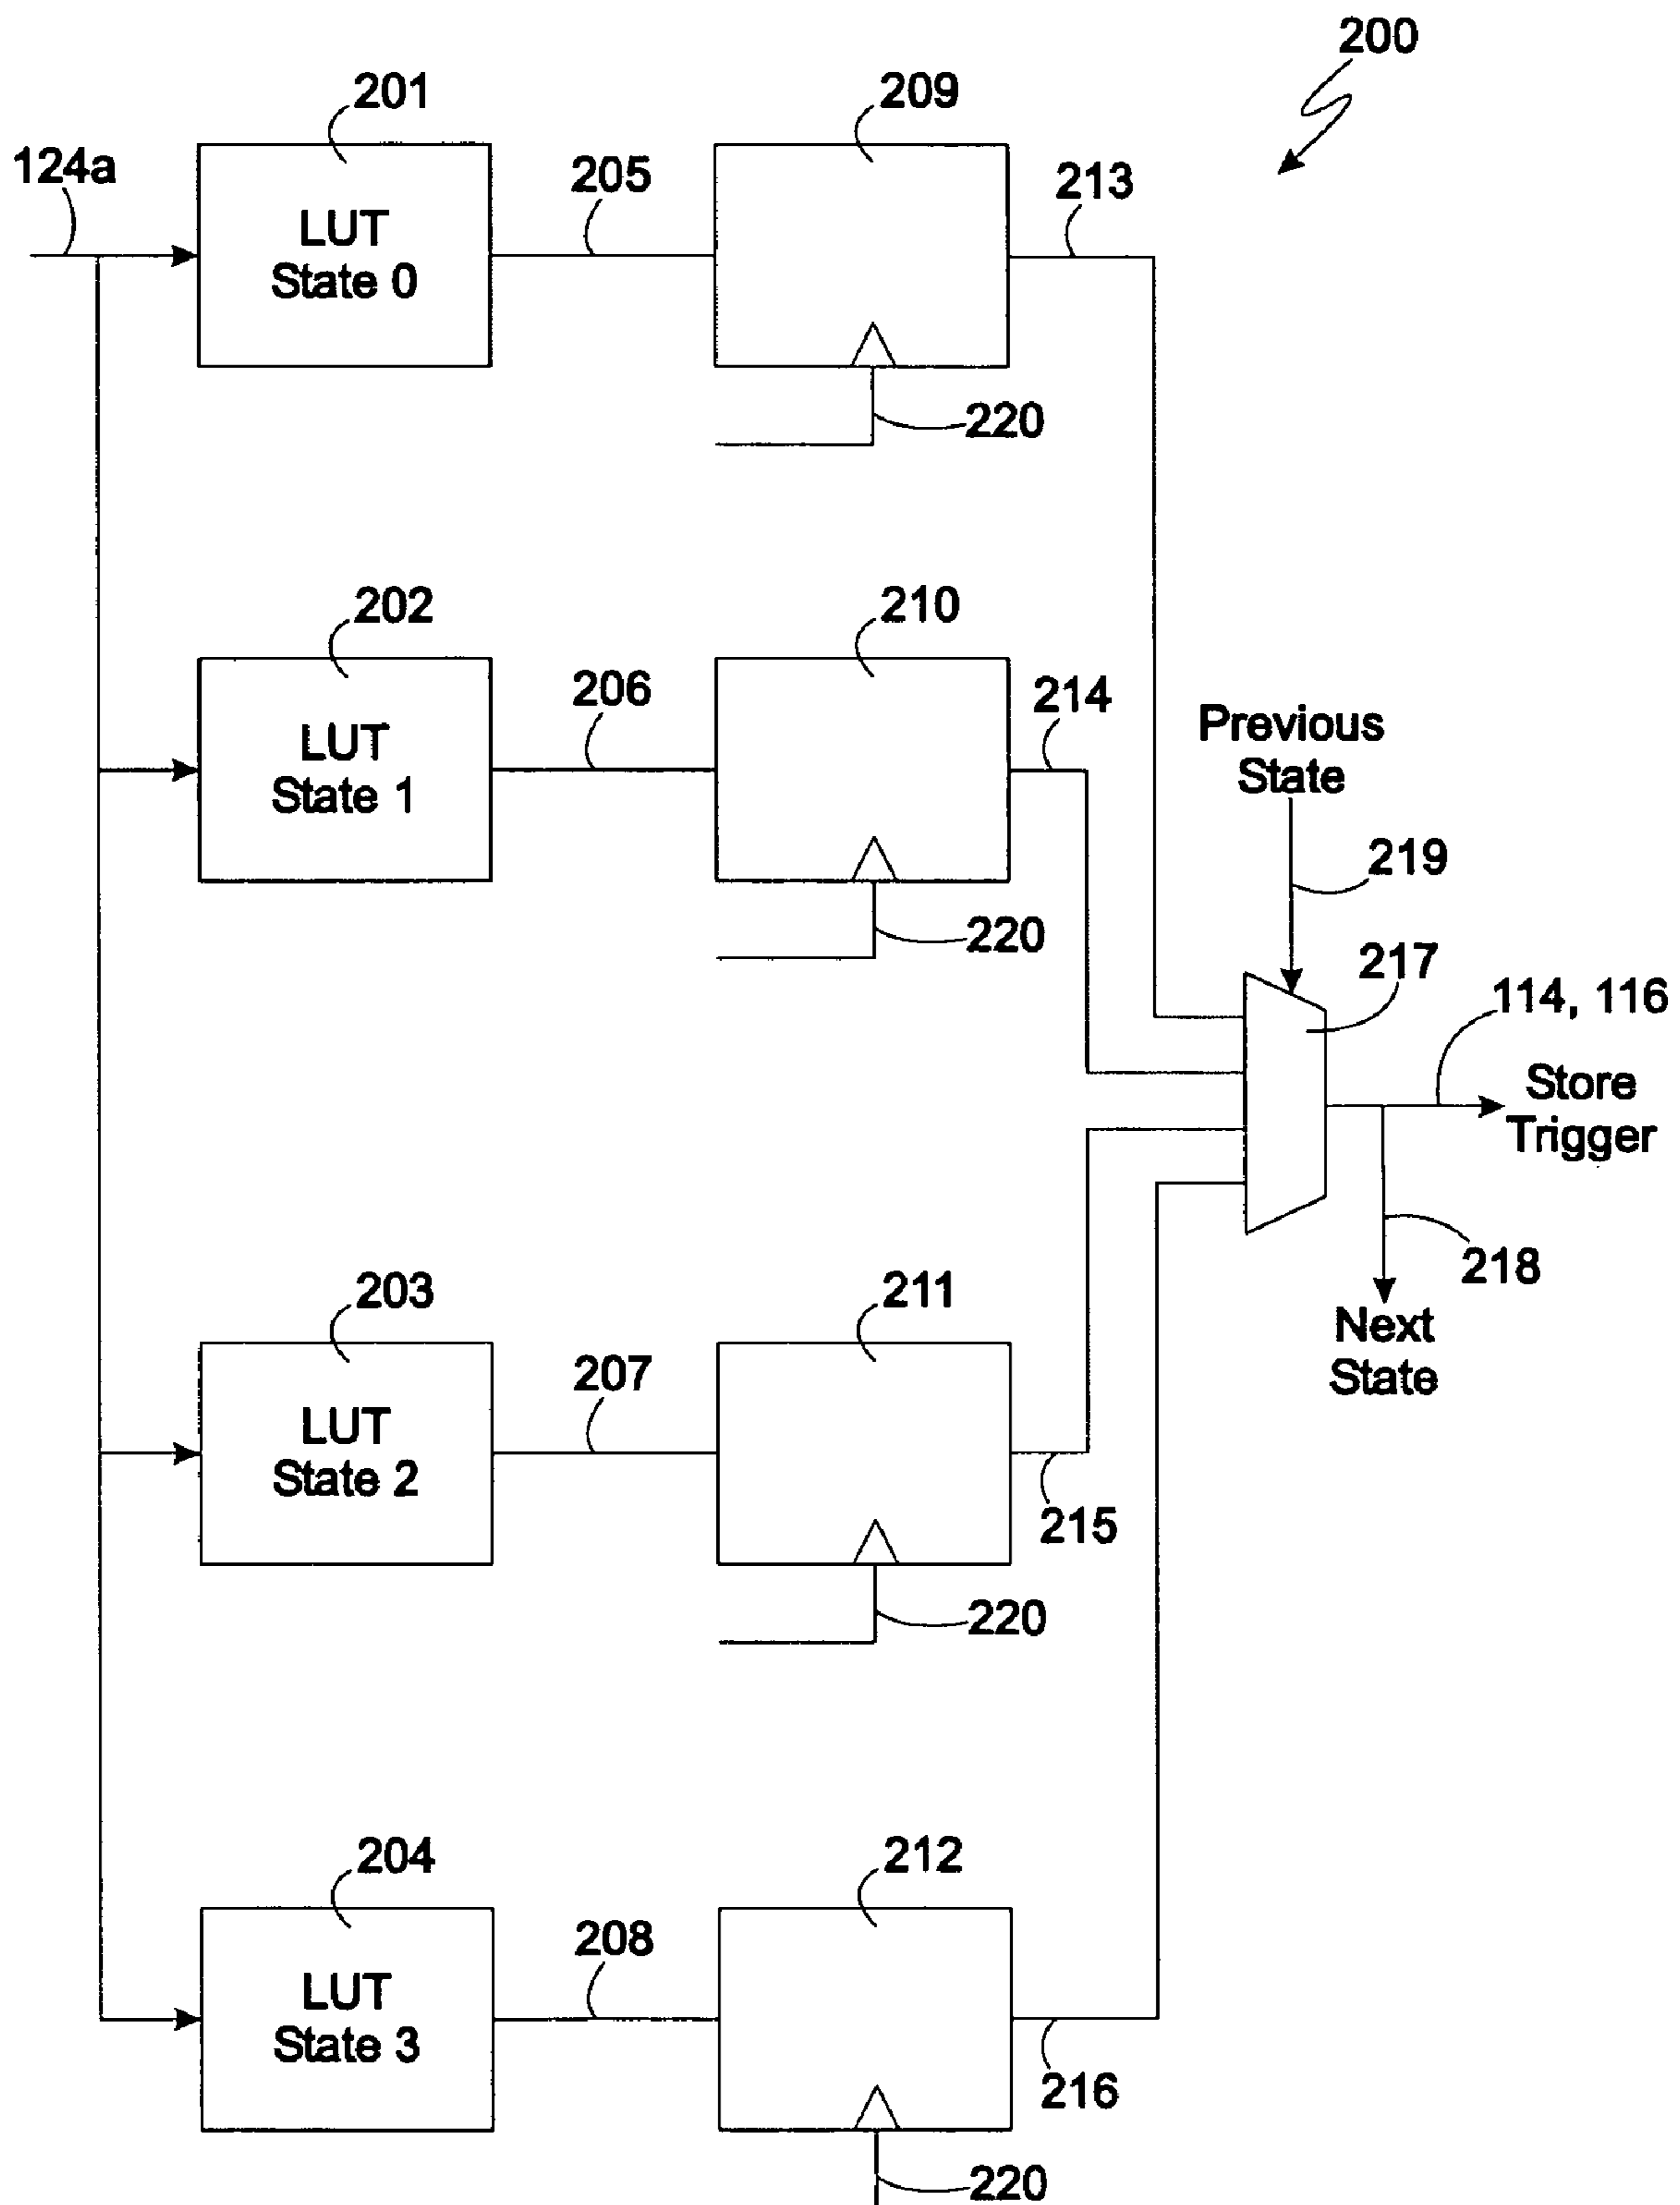 200
201
209
124a
205
213
LUT
State 0
220
202
210
206
214
LUT
State 1
Previous
State
219
220
217
114, 116
Store
Trigger
218
Next
State
203
211
207
LUT
State 2
215
220
204
212
208
LUT
State 3
216
220